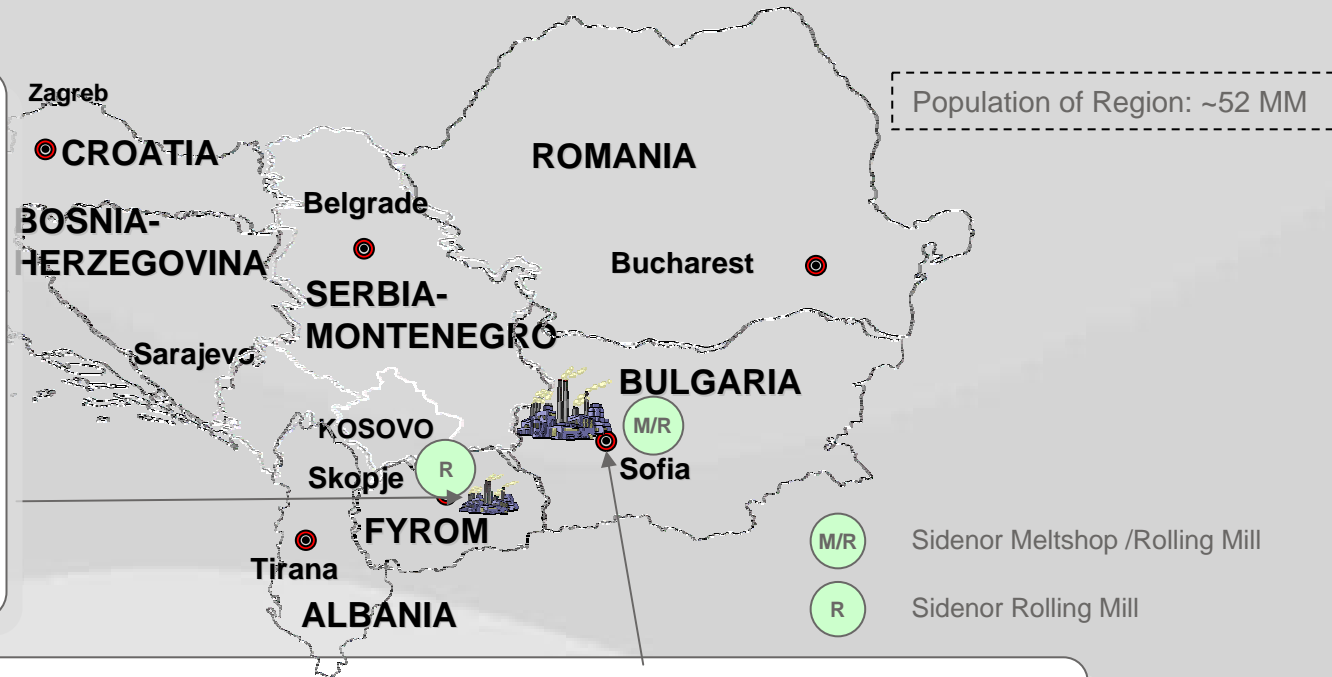 Zagreb
Population of Region: ~52 MM
CROATIA
ROMANIA
Belgrade
BOSNIA-
HERZEGOVINA
Bucharest
SERBIA-
MONTENEGRO
Sarajevo
BULGARIA
M/R
KOSOVO
Sofia
R
Skopje
FYROM
M/R Sidenor Meltshop /Rolling Mill
Tirana
R Sidenor Rolling Mill
ALBANIA